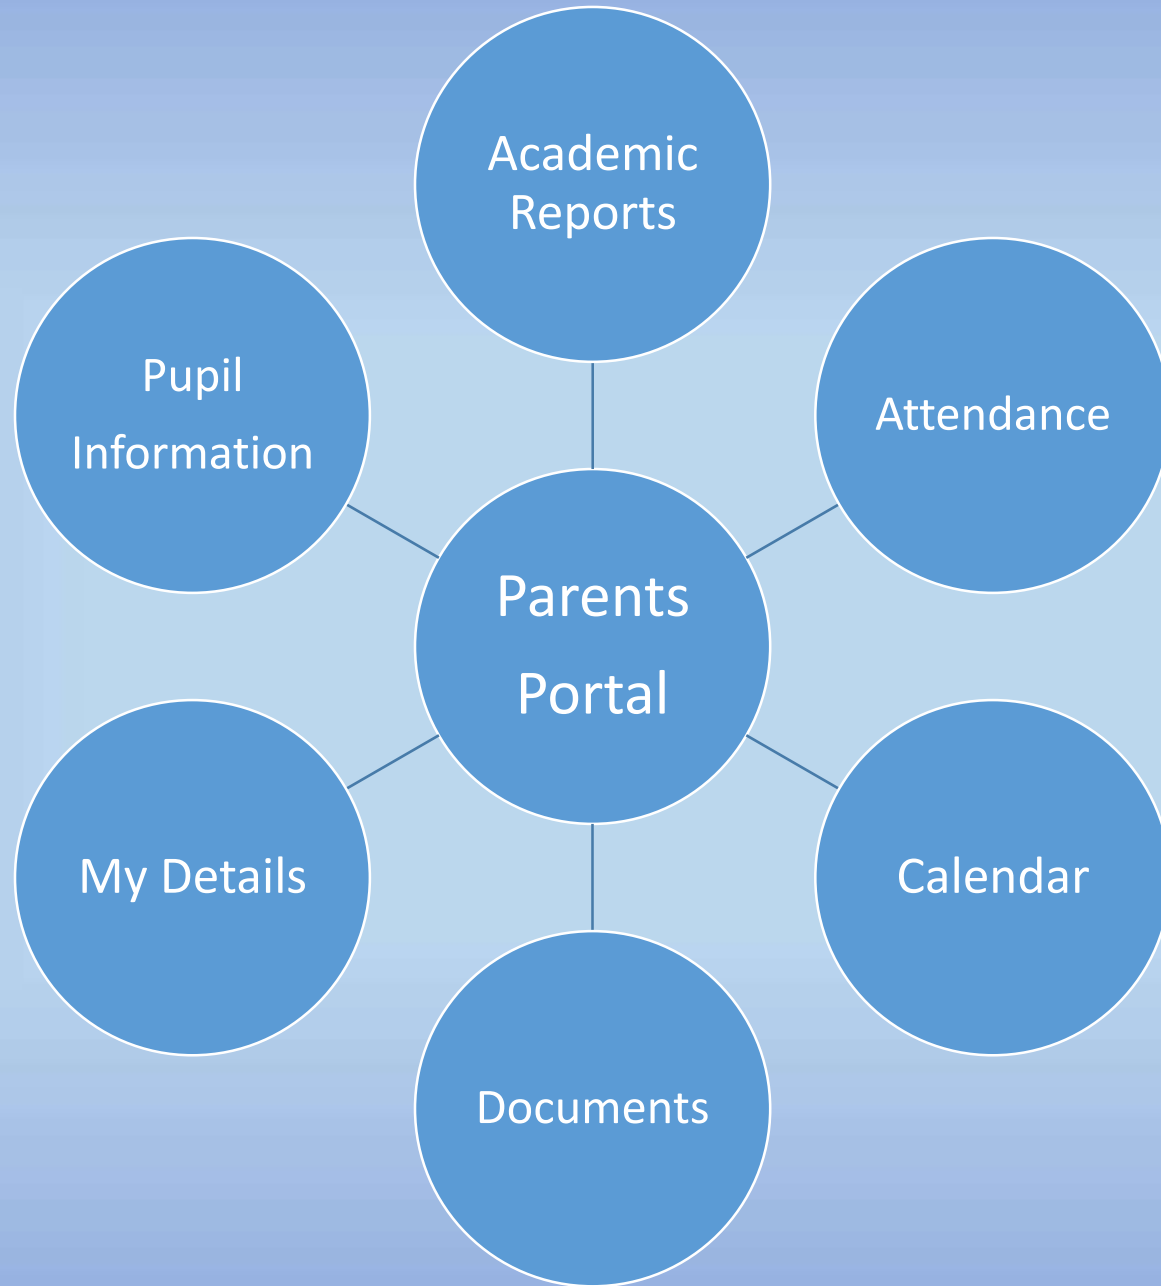 Academic
Reports
Pupil
Information
Attendance
Parents
Portal
My Details
Calendar
Documents